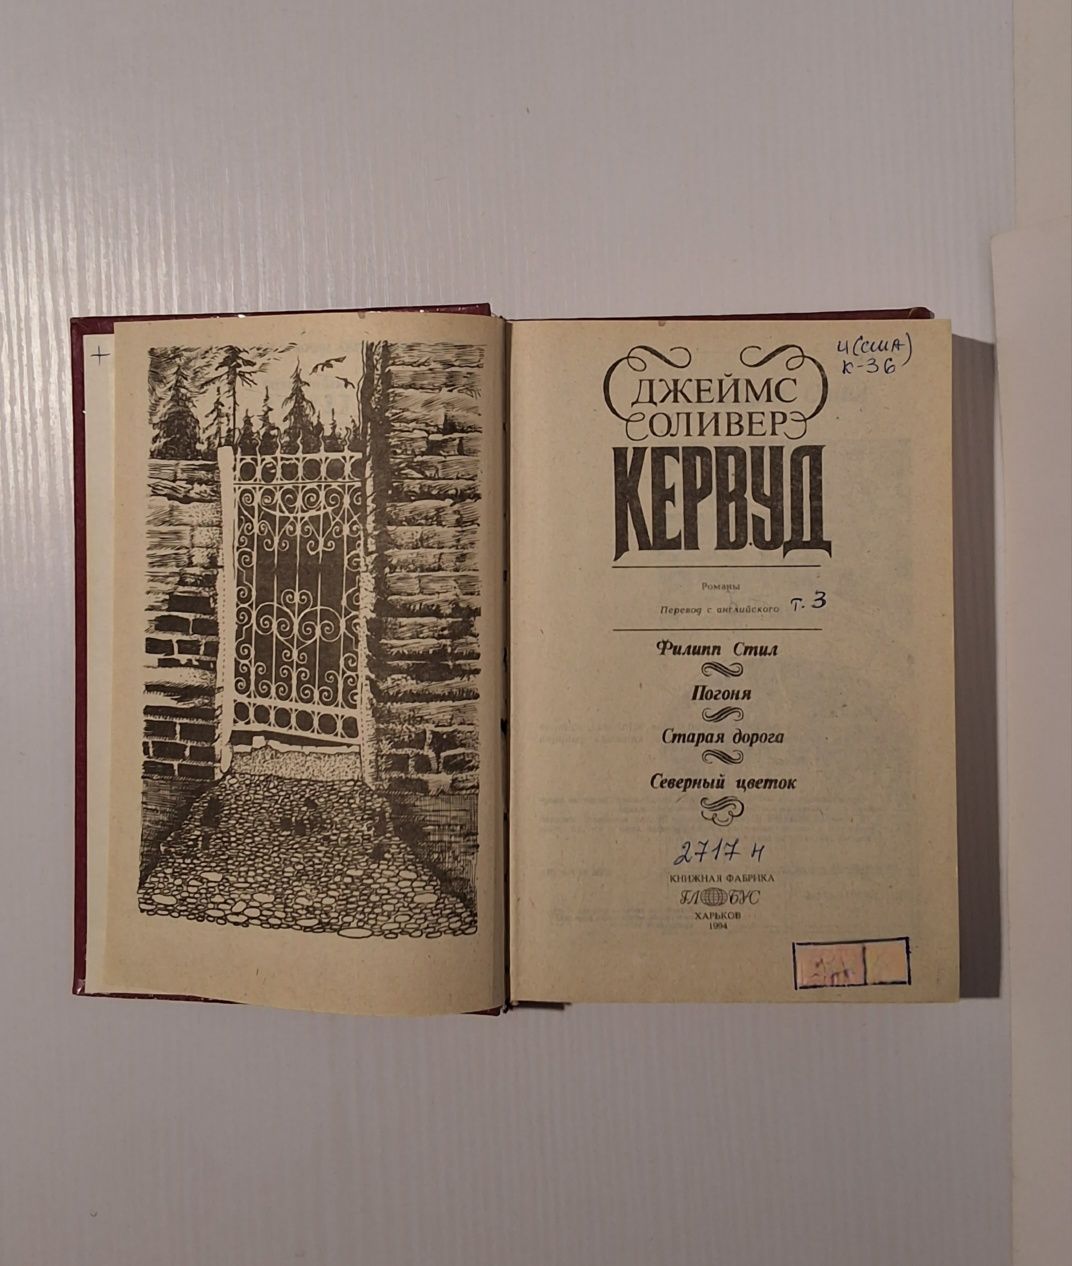 И(США)
К-36
ДЖЕЙМС
ОЛИВЕР
КЕРВУД
Романы
Перевод с английского т. 3
Филипп Стил
Погоня
Старая дорога
Северный цветок
2717 н
КНИЖНАЯ ФАБРИКА
ГЛОБУС
ХАРЬКОВ
1994